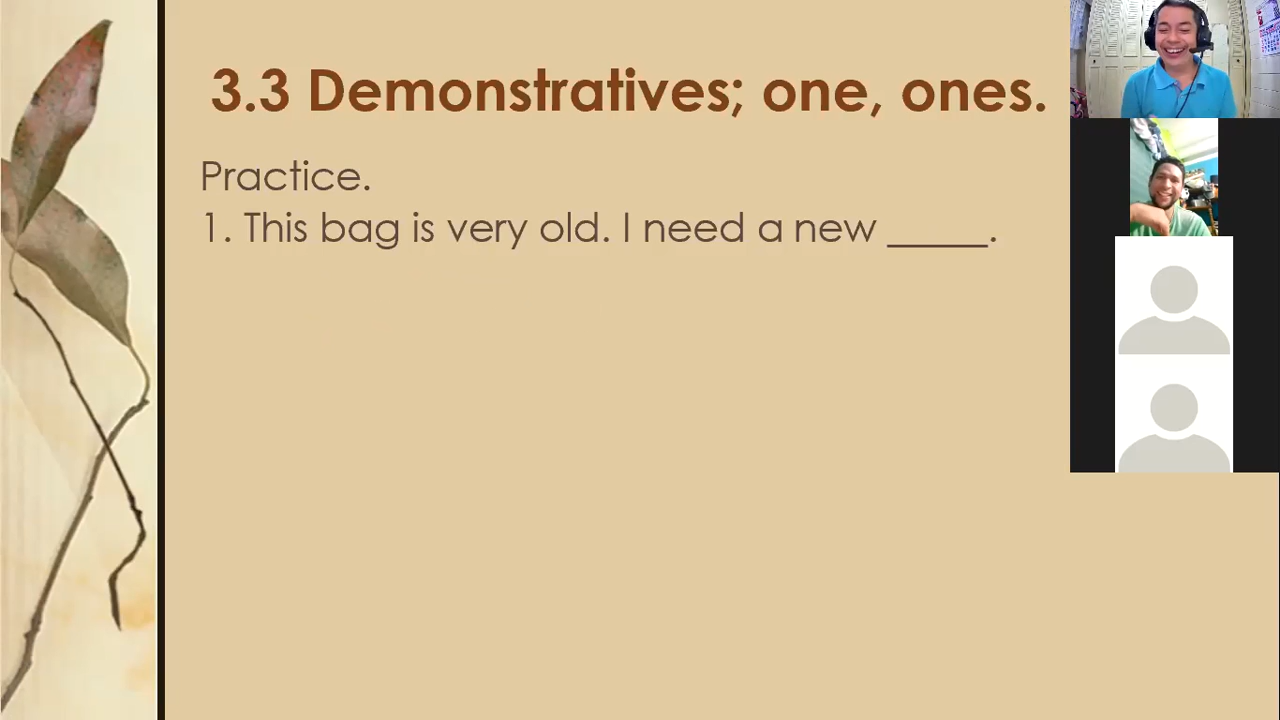 3.3 Demonstratives; one, ones.
Practice.
1. This bag is very old. I need a new _____.